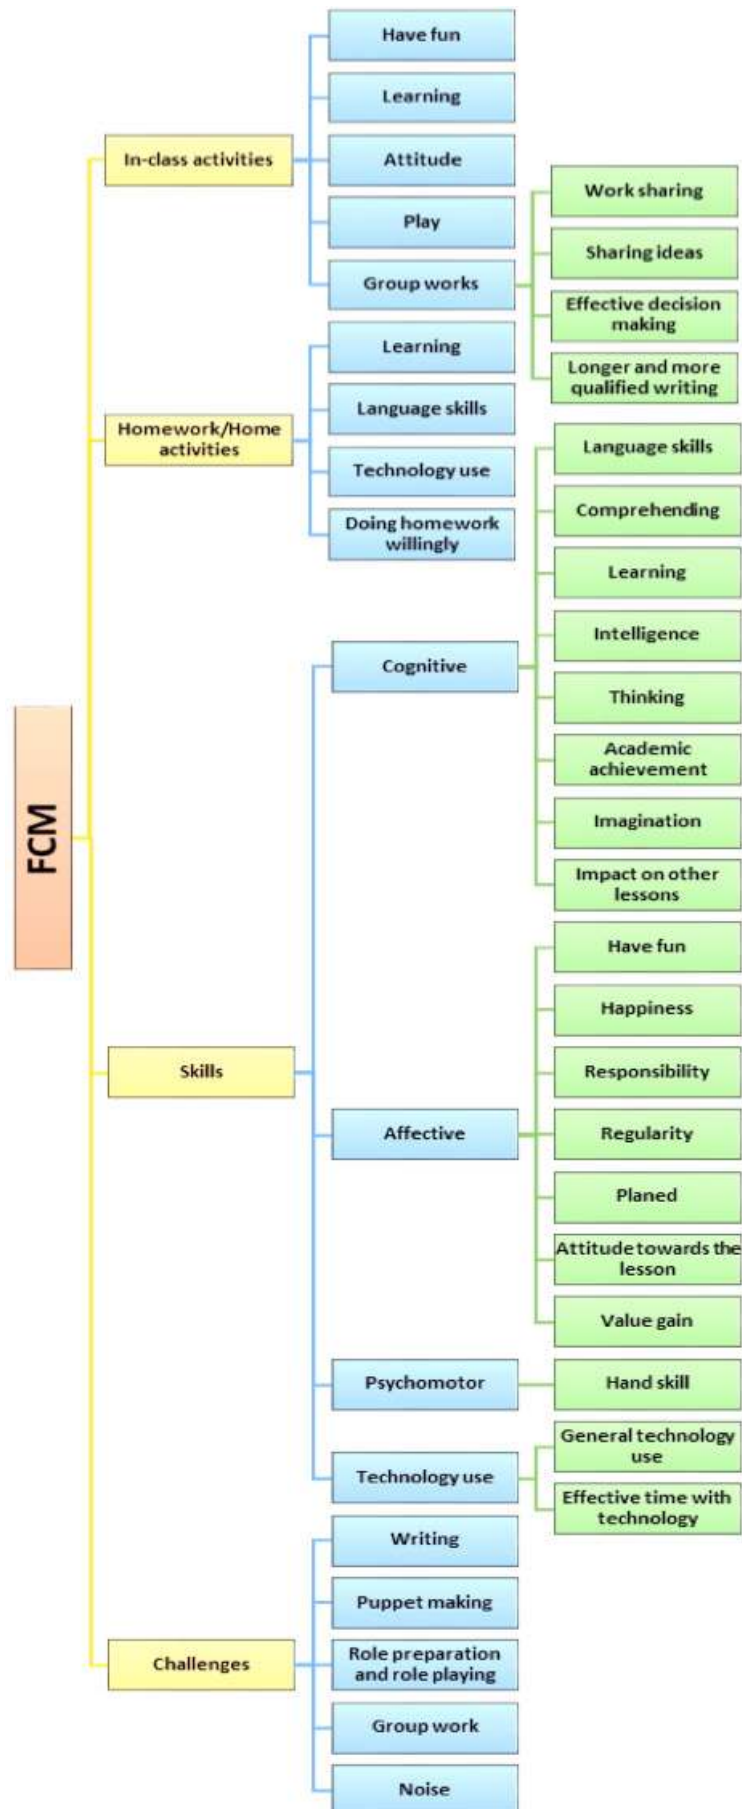 FCM
In-class activities
Have fun
Learning
Attitude
Play
Group works
Work sharing
Sharing ideas
Effective decision
making
Longer and more
qualified writing
Homework/Home
activities
Learning
Language skills
Technology use
Doing homework
willingly
Skills
Cognitive
Language skills
Comprehending
Learning
Intelligence
Thinking
Academic
achievement
Imagination
Impact on other
lessons
Affective
Have fun
Happiness
Responsibility
Regularity
Planed
Attitude towards the
lesson
Value gain
Psychomotor
Hand skill
Technology use
General technology
use
Effective time with
technology
Challenges
Writing
Puppet making
Role preparation
and role playing
Group work
Noise